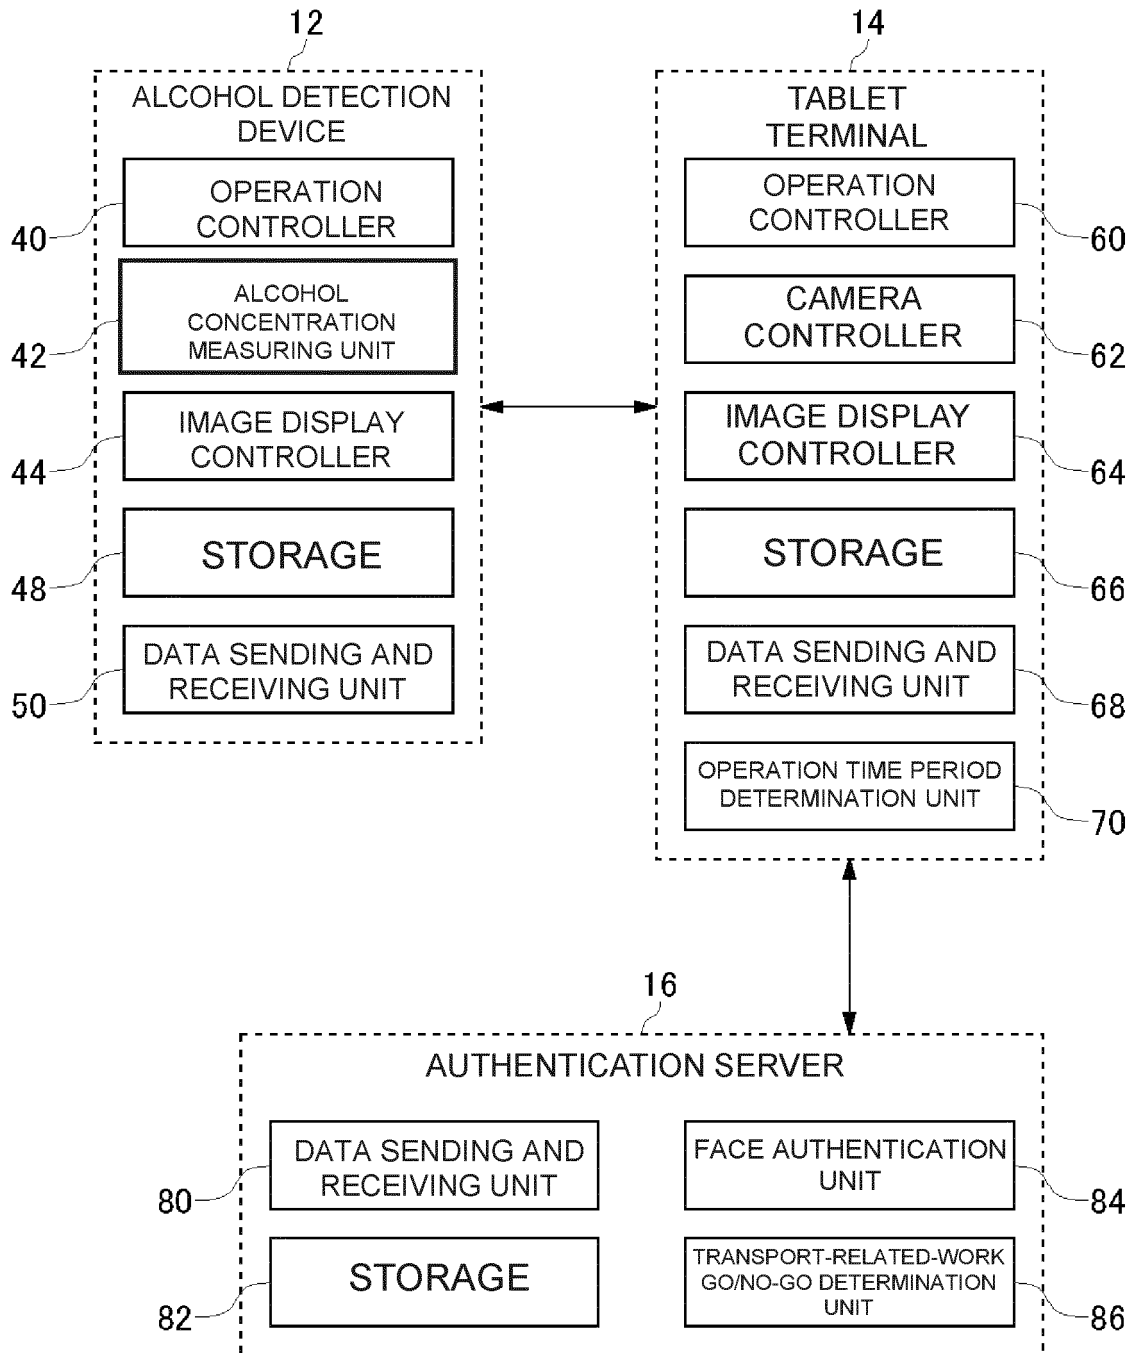 12
ALCOHOL DETECTION
DEVICE
OPERATION
CONTROLLER
40
ALCOHOL
CONCENTRATION
MEASURING UNIT
42
IMAGE DISPLAY
CONTROLLER
44
STORAGE
48
DATA SENDING AND
RECEIVING UNIT
50
14
TABLET
TERMINAL
OPERATION
CONTROLLER
60
CAMERA
CONTROLLER
62
IMAGE DISPLAY
CONTROLLER
64
STORAGE
66
DATA SENDING AND
RECEIVING UNIT
68
OPERATION TIME PERIOD
DETERMINATION UNIT
70
16
AUTHENTICATION SERVER
DATA SENDING AND
RECEIVING UNIT
80
STORAGE
82
FACE AUTHENTICATION
UNIT
84
TRANSPORT-RELATED-WORK
GO/NO-GO DETERMINATION
UNIT
86